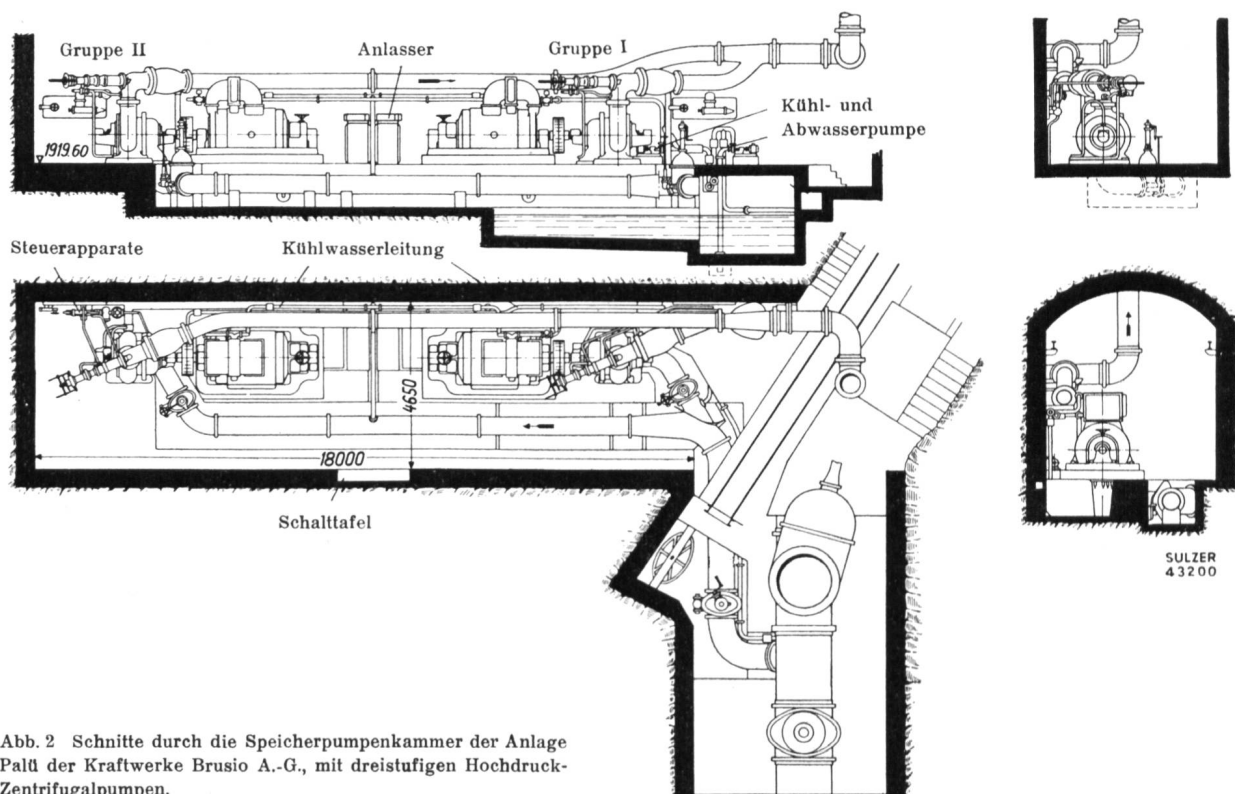 Gruppe II
Anlasser
Gruppe I
Kühl- und
Abwasserpumpe
1919.60
Steuerapparate
Kühlwasserleitung
4650
18000
Schalttafel
SULZER
43200
Abb. 2 Schnitte durch die Speicherpumpenkammer der Anlage
Palü der Kraftwerke Brusio A.-G., mit dreistufigen Hochdruck-
Zentrifugalpumpen.